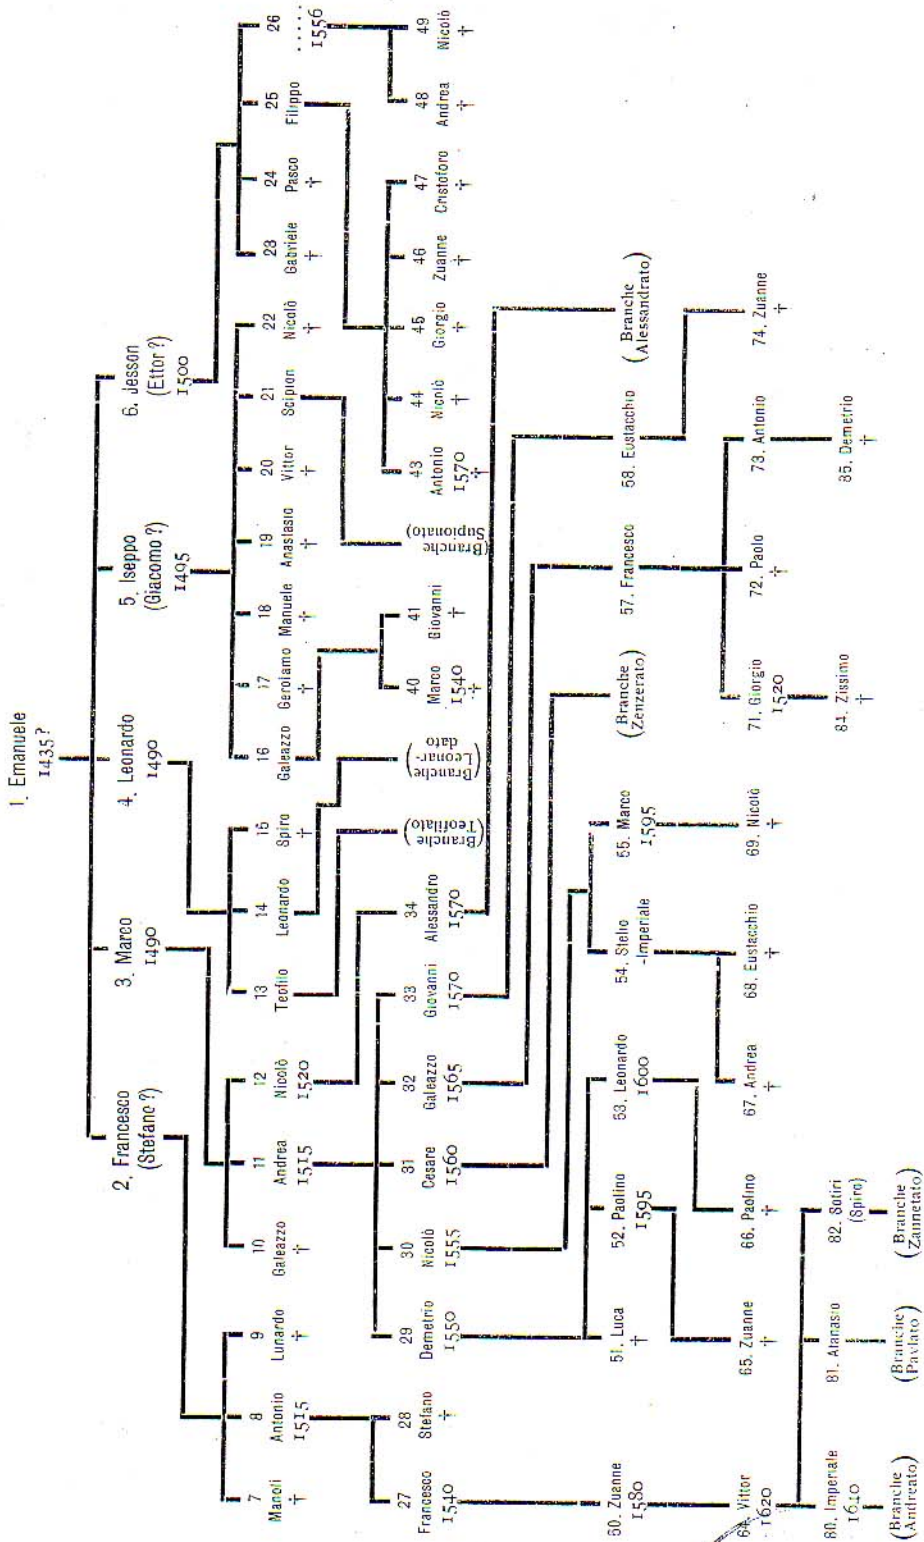 1. Emanuele
1435?
2. Francesco
(Stefano ?)
3. Marco
1490
4. Leonardo
1490
5. Iseppo
(Giacomo ?)
1495
6. Jesson
(Ettor ?)
1500
7
Manoli
†
8
Antonio
1515
9
Lunardo
†
10
Galeazzo
†
11
Andrea
1515
12
Nicolò
1520
13
Teofilo
14
Leonardo
15
Spiro
†
16
Galeazzo
17
Gerolamo
†
18
Manuele
†
19
Anastasio
†
20
Vittor
†
21
Scipion
22
Nicolò
†
23
Gabriele
†
24
Pasco
†
25
Filippo
26
.....
1556
27
Francesco
1540
28
Stefano
†
29
Demetrio
1550
30
Nicolò
1555
31
Cesare
1560
32
Galeazzo
1565
33
Giovanni
1570
34
Alessandro
1570
(Branche
Teofilato)
(Branche
Leonar-
dato)
40
Marco
1540
†
41
Giovanni
†
(Branche
Supionato)
43
Antonio
1570
†
44
Nicolò
†
45
Giorgio
†
46
Zuanne
†
47
Cristoforo
†
48
Andrea
†
49
Nicolò
†
50. Zuanne
1580
51. Luca
†
52. Paolino
1595
53. Leonardo
1600
54. Stelio
-Imperiale
55. Marco
1595
(Branche
Zenzerato)
57. Francesco
58. Eustacchio
(Branche
Alessandrato)
64. Vittor
1620
65. Zuanne
†
66. Paolino
†
67. Andrea
†
68. Eustacchio
†
69. Nicolò
†
71. Giorgio
1520
72. Paolo
†
73. Antonio
74. Zuanne
†
80. Imperiale
81. Atanasio
82. Sotiri
(Spiro)
84. Zissimo
†
85. Demetrio
†
(Branche
Andreato)
(Branche
Pavlato)
(Branche
Zannetato)